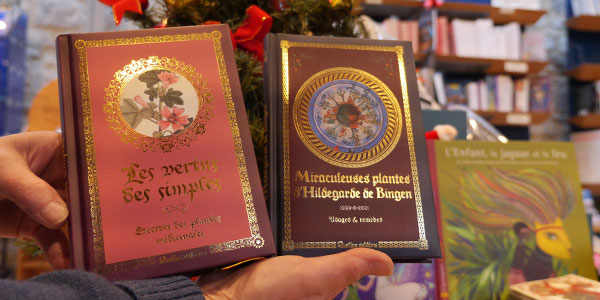 Les vertus
des simples
Secrets des plantes
médicinales
Miraculeuses plantes
d'Hildegarde de Bingen
Usages & remèdes
L'Enfant, le jaguar et le feu